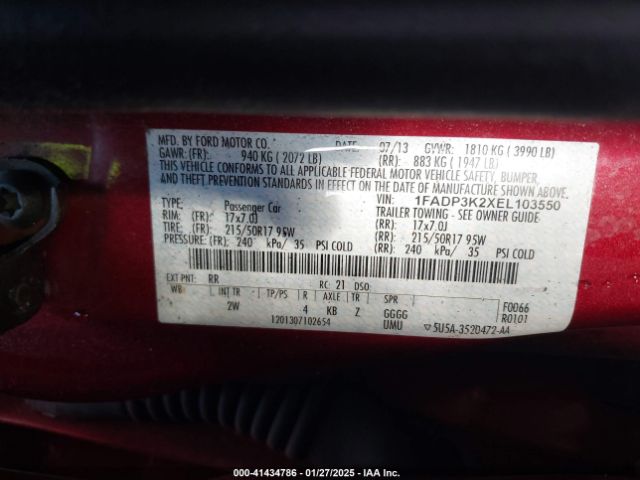 MFD. BY FORD MOTOR CO. DATE: 07/13 GVWR: 1810 KG ( 3990 LB)
GAWR: (FR): 940 KG ( 2072 LB) (RR): 883 KG ( 1947 LB)
THIS VEHICLE CONFORMS TO ALL APPLICABLE FEDERAL MOTOR VEHICLE SAFETY, BUMPER,
AND THEFT PREVENTION STANDARDS IN EFFECT ON THE DATE OF MANUFACTURE SHOWN ABOVE.
VIN: 1FADP3K2XEL103550
TYPE: Passenger Car TRAILER TOWING - SEE OWNER GUIDE
RIM: (FR): 17x7.0J (RR): 17x7.0J
TIRE: (FR): 215/50R17 95W (RR): 215/50R17 95W
PRESSURE: (FR): 240 kPa/ 35 PSI COLD (RR): 240 kPa/ 35 PSI COLD
EXT PNT: RR RC: 21 DSO:
WB INT TR TP/PS R AXLE TR SPR F0066
2W 4 KB Z GGGG R0101
1201307102654 UMU ▽5U5A-3520472-AA
000-41434786 - 01/27/2025 - IAAI.COM